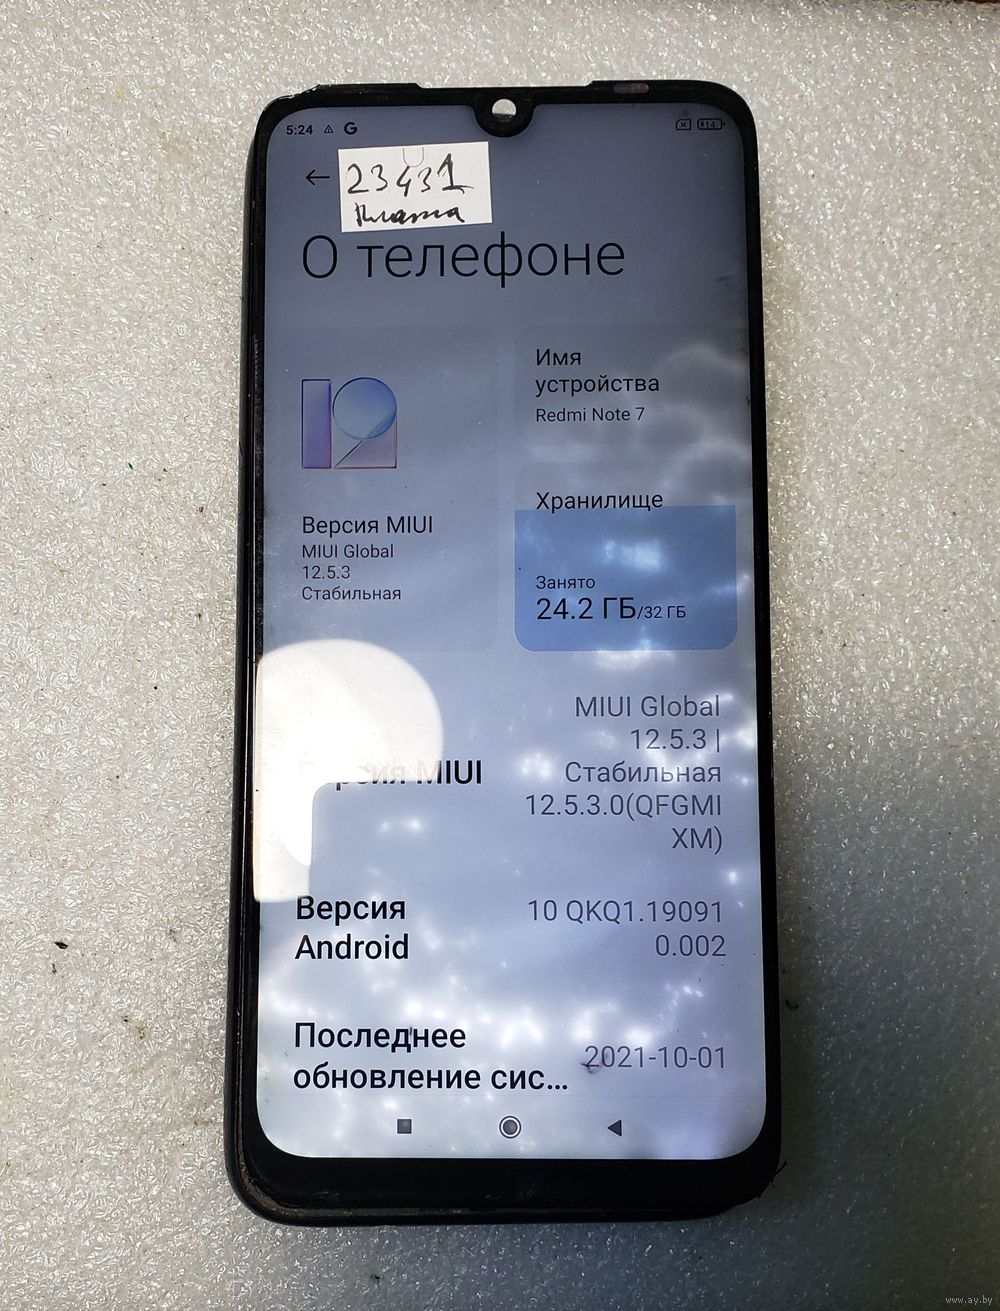 5:24
14
23431
плата
О телефоне
Имя
устройства
Redmi Note 7
12
Версия MIUI
MIUI Global
12.5.3
Стабильная
Хранилище
Занято
24.2 ГБ/32 ГБ
Версия MIUI
MIUI Global
12.5.3 |
Стабильная
12.5.3.0(QFGMI
XM)
Версия
Android
10 QKQ1.19091
0.002
Последнее
обновление сис...
2021-10-01
www.ay.by